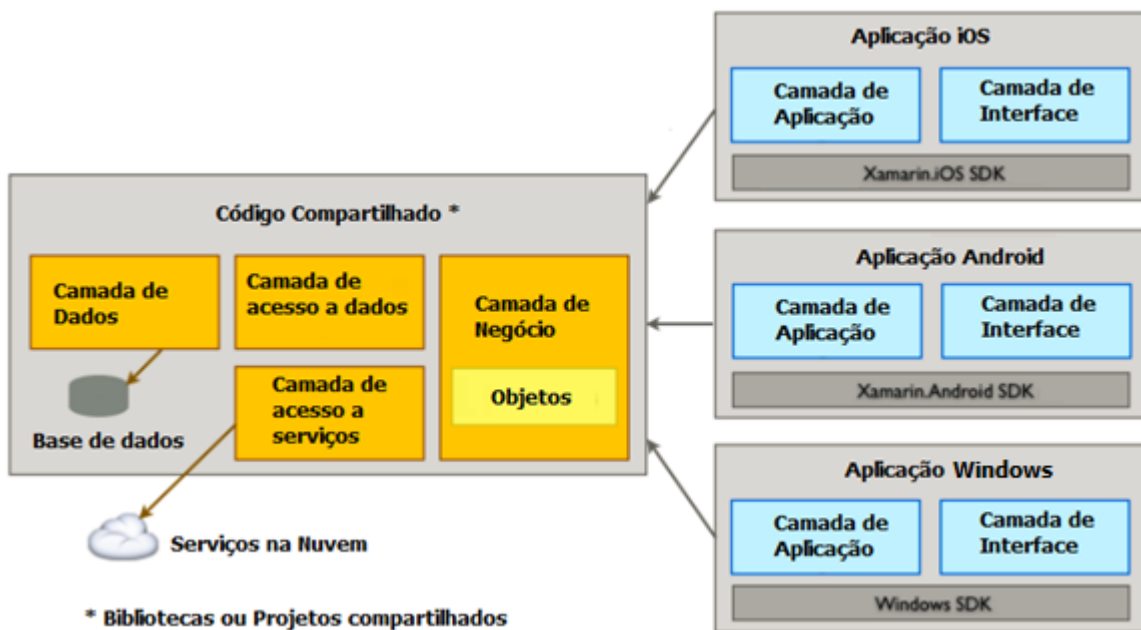 Aplicação iOS
Camada de
Aplicação
Camada de
Interface
Xamarin.iOS SDK
Código Compartilhado *
Camada de
Dados
Camada de
acesso a dados
Camada de
Negócio
Objetos
Camada de
acesso a
serviços
Base de dados
Serviços na Nuvem
* Bibliotecas ou Projetos compartilhados
Aplicação Android
Camada de
Aplicação
Camada de
Interface
Xamarin.Android SDK
Aplicação Windows
Camada de
Aplicação
Camada de
Interface
Windows SDK